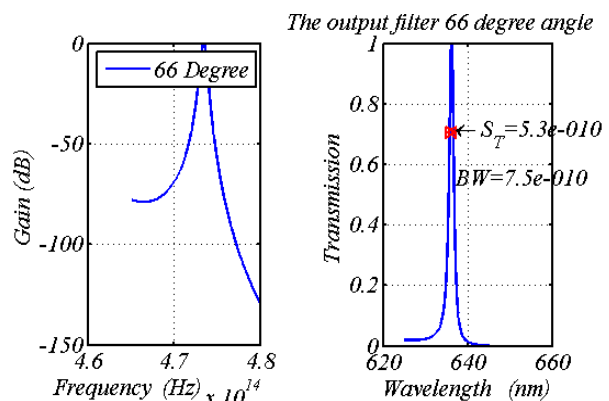 The output filter 66 degree angle
0
-50
-100
-150
Gain (dB)
66 Degree
4.6
4.7
4.8
Frequency (Hz) x 10^14
1
0.8
0.6
0.4
0.2
0
Transmission
← S_T=5.3e-010
BW=7.5e-010
620
640
660
Wavelength (nm)